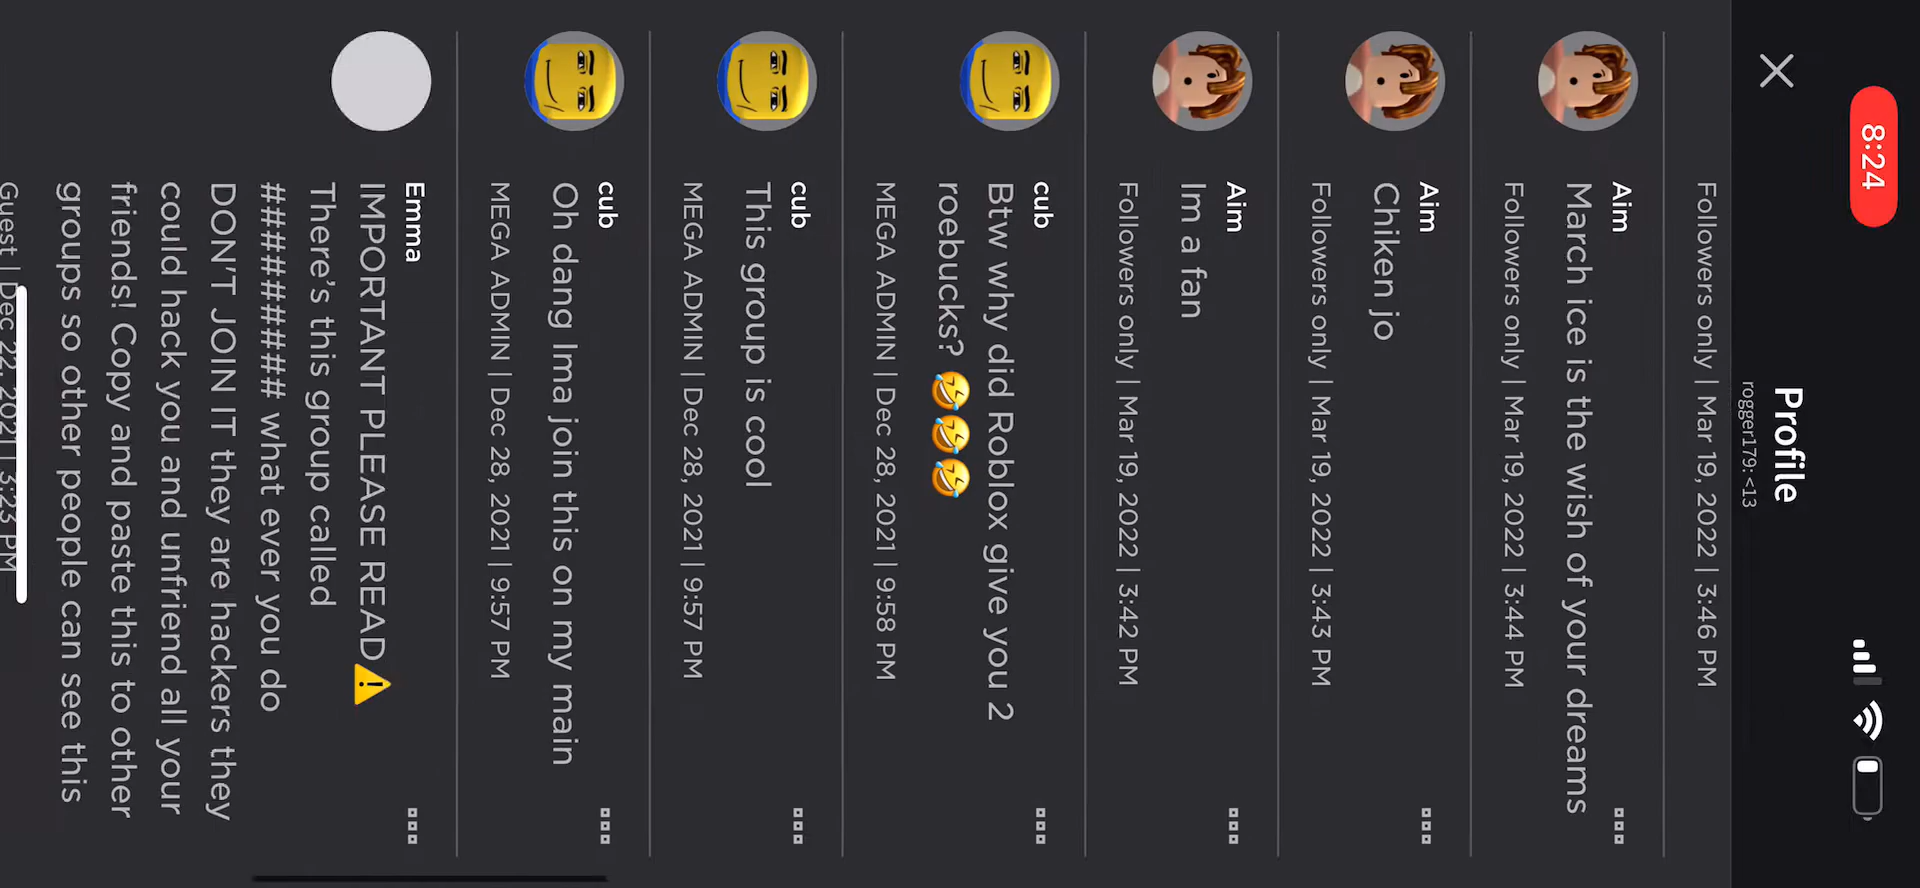 8:24
Profile
rogger179: <13
Followers only | Mar 19, 2022 | 3:46 PM
Aim
March ice is the wish of your dreams
Followers only | Mar 19, 2022 | 3:44 PM
Aim
Chiken jo
Followers only | Mar 19, 2022 | 3:43 PM
Aim
Im a fan
Followers only | Mar 19, 2022 | 3:42 PM
cub
Btw why did Roblox give you 2
roebucks? 🤣🤣🤣
MEGA ADMIN | Dec 28, 2021 | 9:58 PM
cub
This group is cool
MEGA ADMIN | Dec 28, 2021 | 9:57 PM
cub
Oh dang Ima join this on my main
MEGA ADMIN | Dec 28, 2021 | 9:57 PM
Emma
IMPORTANT PLEASE READ⚠️
There's this group called
############ what ever you do
DON'T JOIN IT they are hackers they
could hack you and unfriend all your
friends! Copy and paste this to other
groups so other people can see this
Guest | Dec 22, 2021 | 3:23 PM